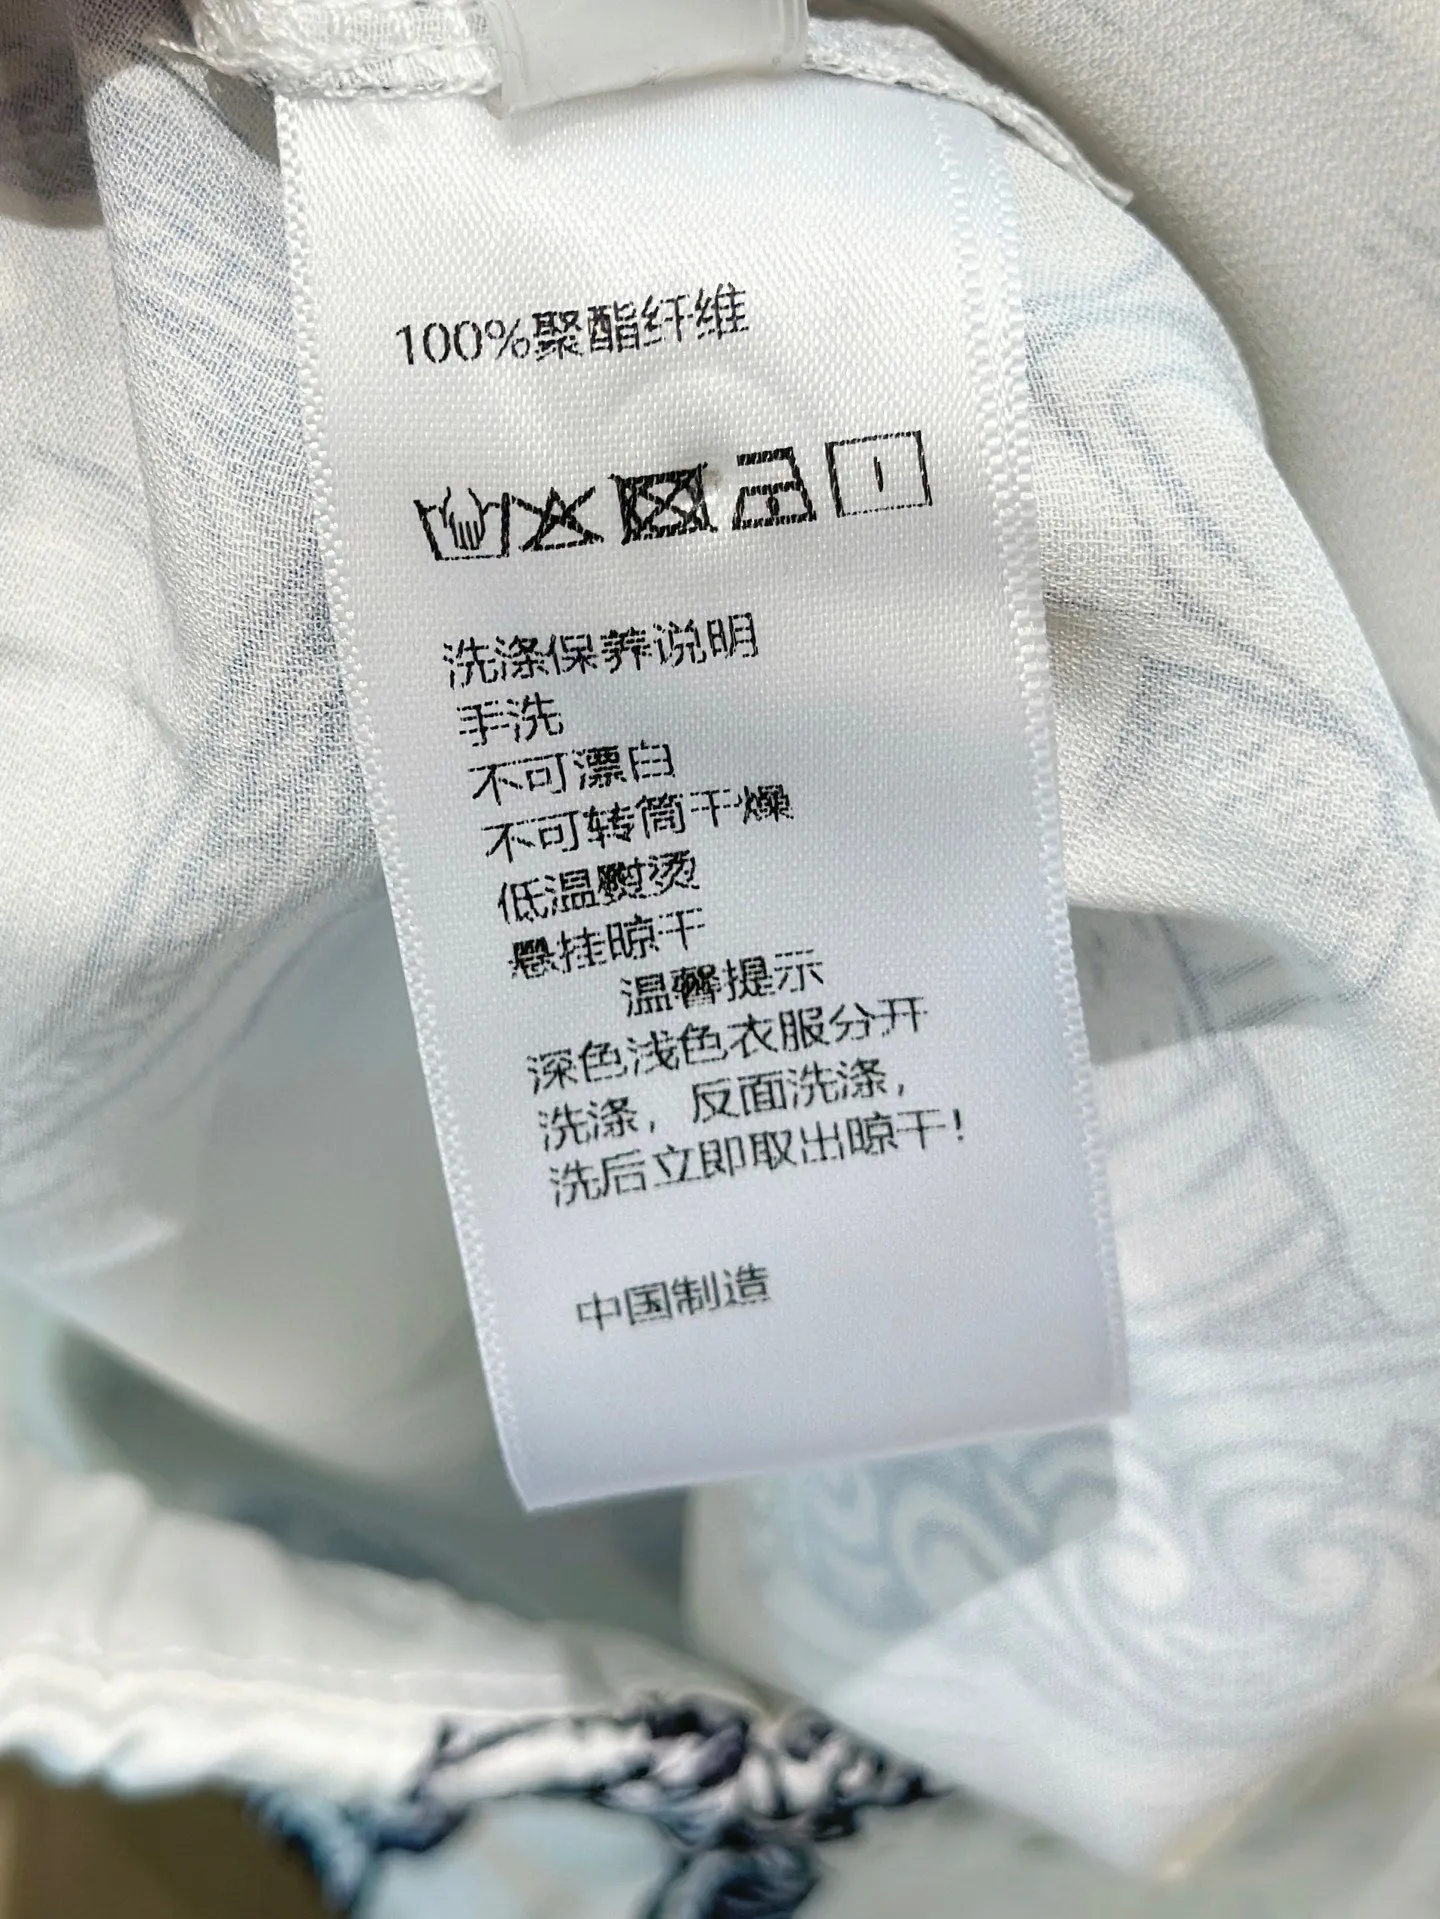 100%聚酯纤维
洗涤保养说明
手洗
不可漂白
不可转筒干燥
低温熨烫
悬挂晾干
温馨提示
深色浅色衣服分开
洗涤，反面洗涤，
洗后立即取出晾干！
中国制造